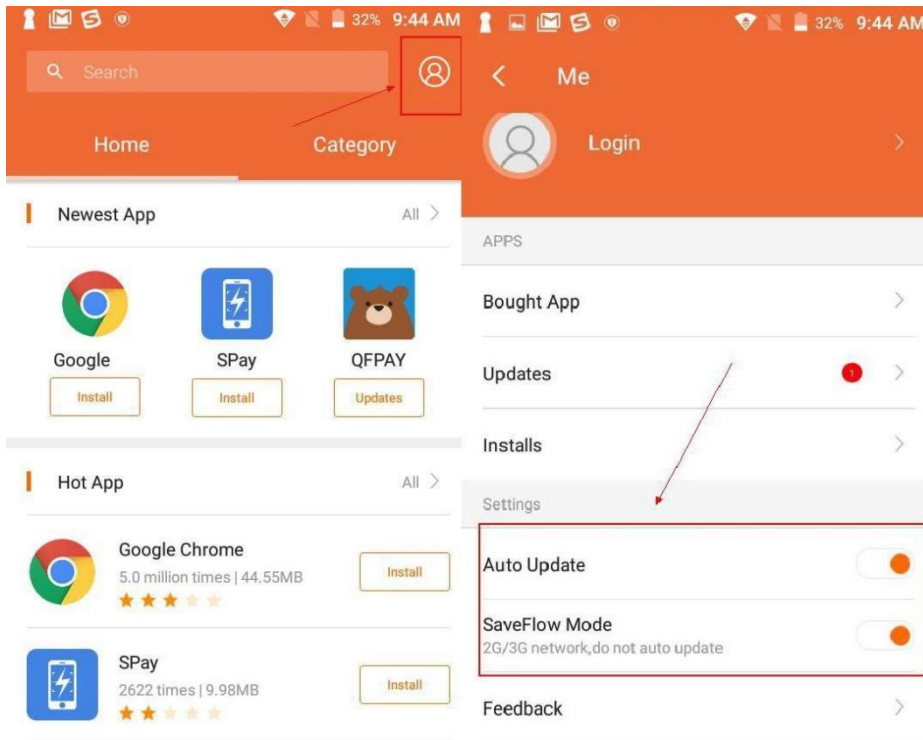 32% 9:44 AM
Search
Home Category
Newest App All
Google SPay QFPAY
Install Install Updates
Hot App All
Google Chrome
5.0 million times | 44.55MB
Install
SPay
2622 times | 9.98MB
Install
32% 9:44 AM
Me
Login
APPS
Bought App
Updates 1
Installs
Settings
Auto Update
SaveFlow Mode
2G/3G network,do not auto update
Feedback